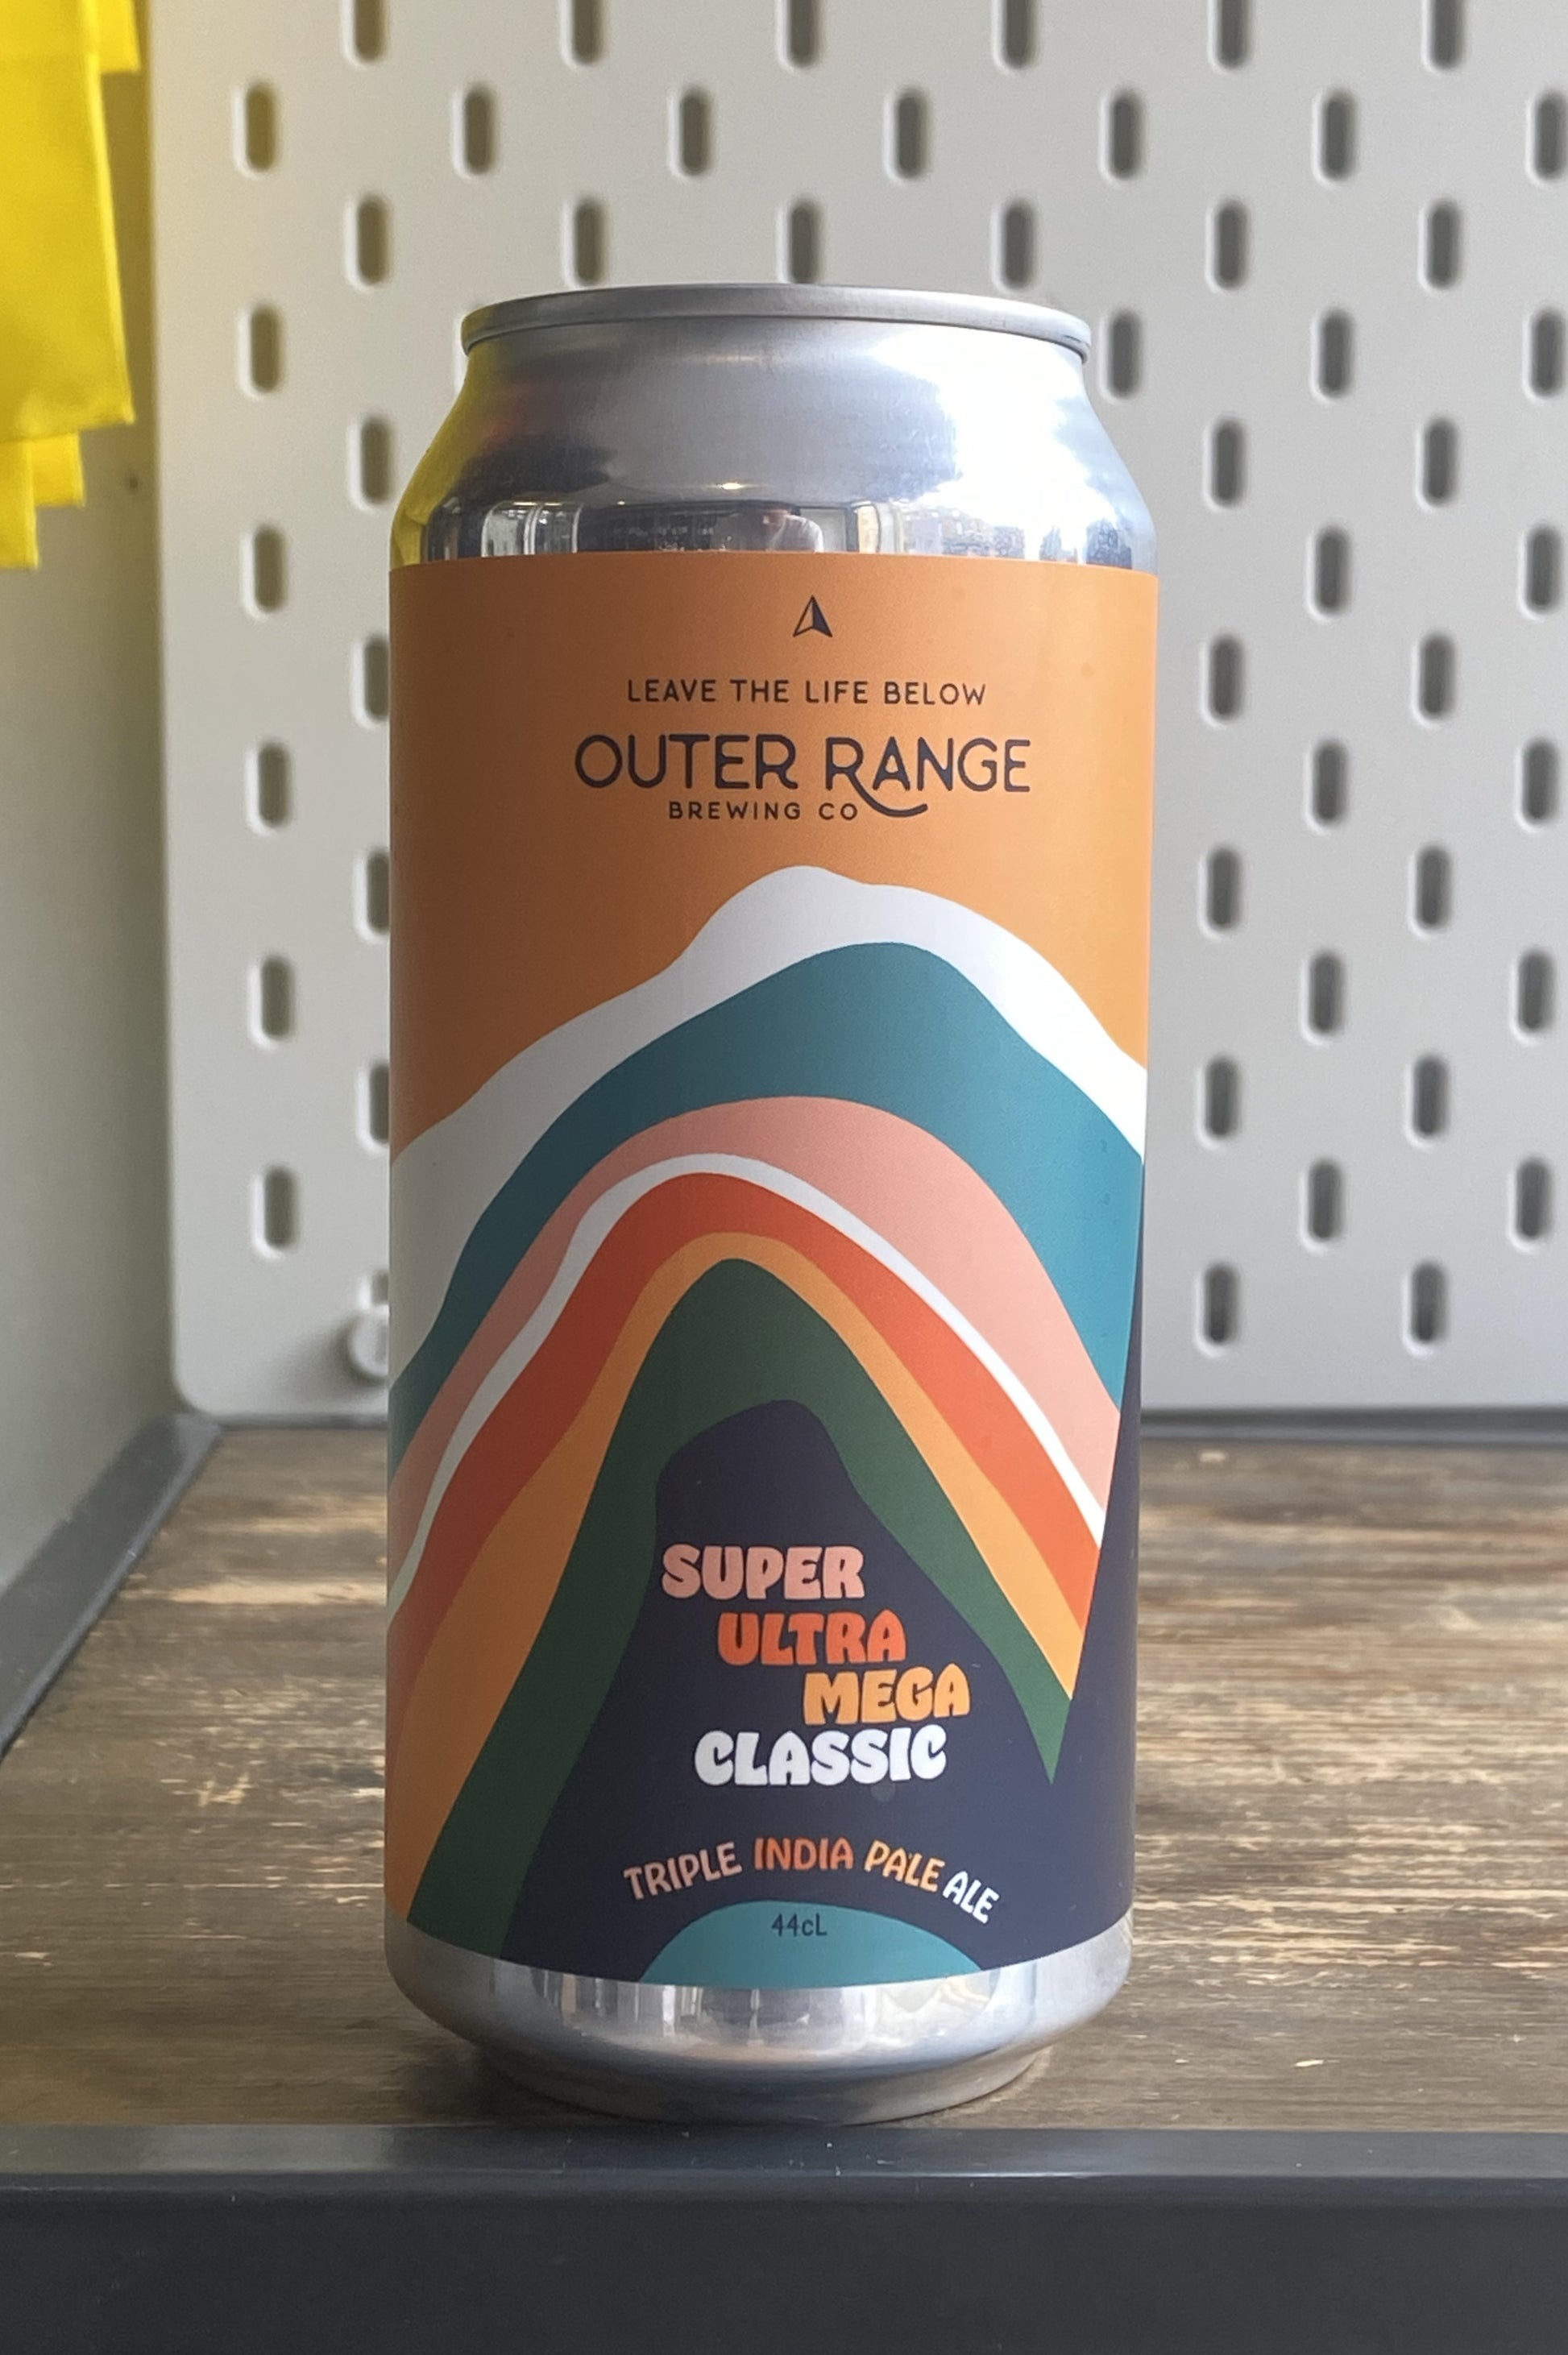 LEAVE THE LIFE BELOW
OUTER RANGE
BREWING CO
SUPER
ULTRA
MEGA
CLASSIC
TRIPLE INDIA PALE ALE
44cL